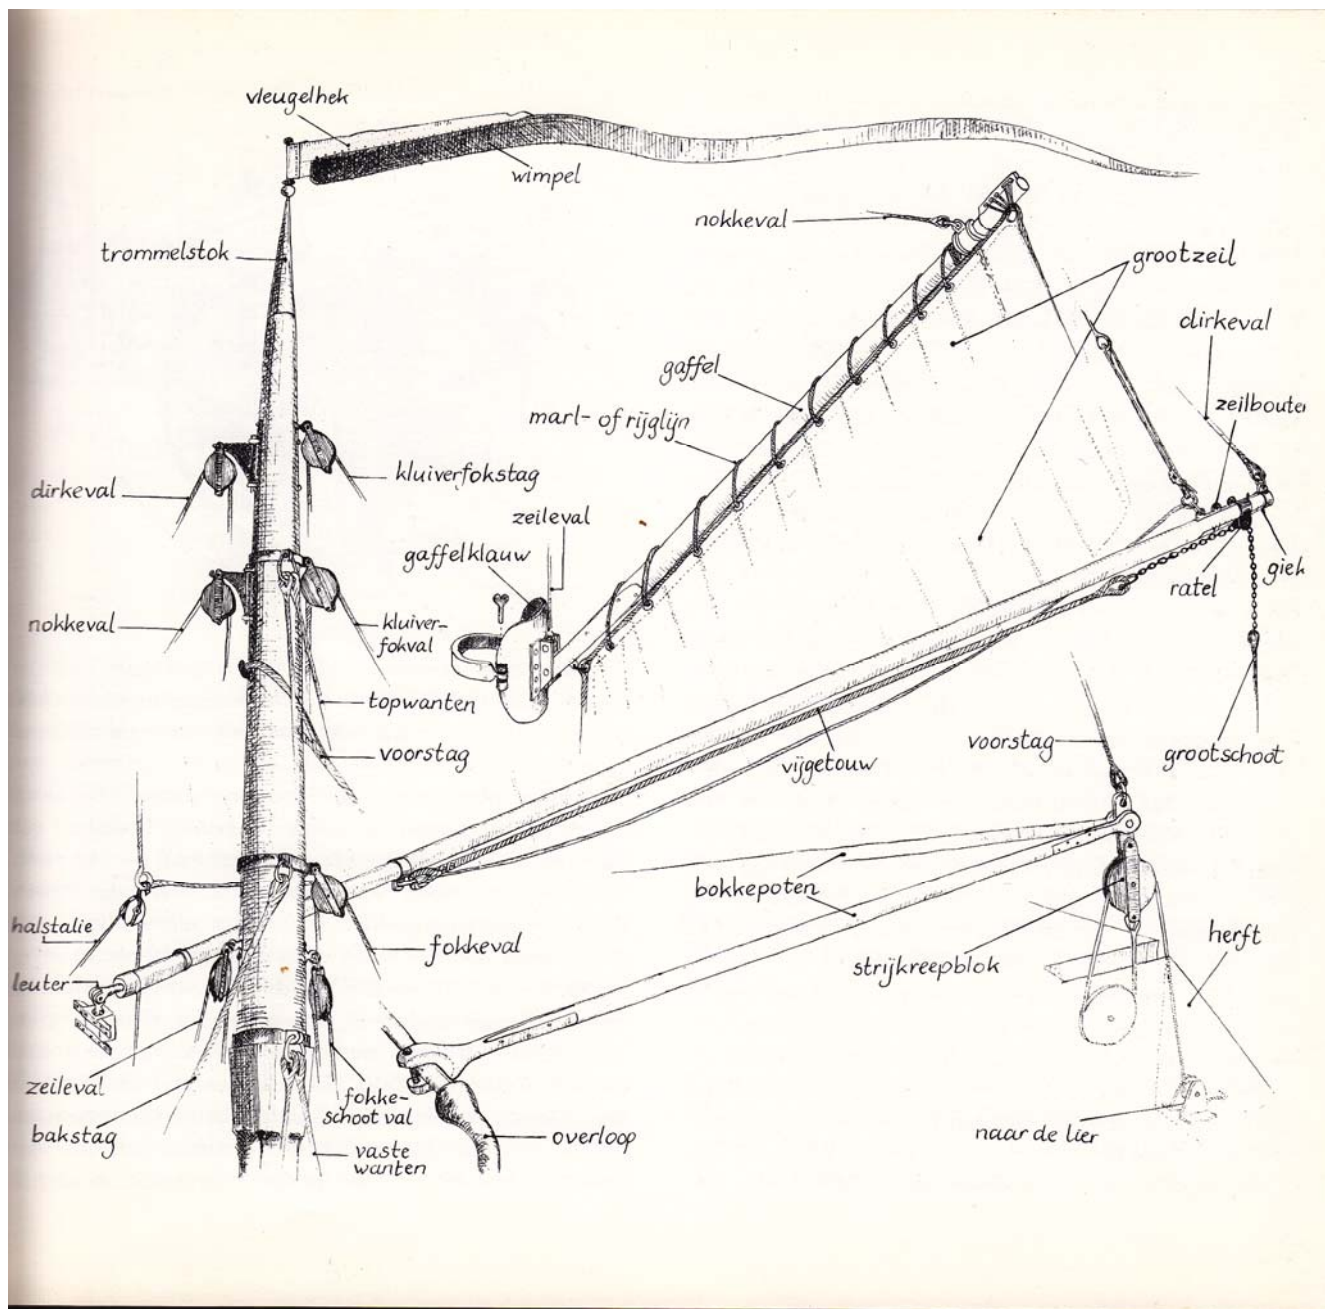 vleugelhek
wimpel
nokkeval
trommelstok
grootzeil
dirkeval
gaffel
zeilbouten
marl- of rijglijn
kluiverfokstag
dirkeval
zeileval
gaffelklauw
giek
ratel
nokkeval
kluiver-
fokval
topwanten
voorstag
voorstag
grootschoot
vijgetouw
bokkepoten
halstalie
fokkeval
herft
strijkreepblok
leuter
zeileval
fokke-
schoot val
bakstag
overloop
naar de lier
vaste
wanten